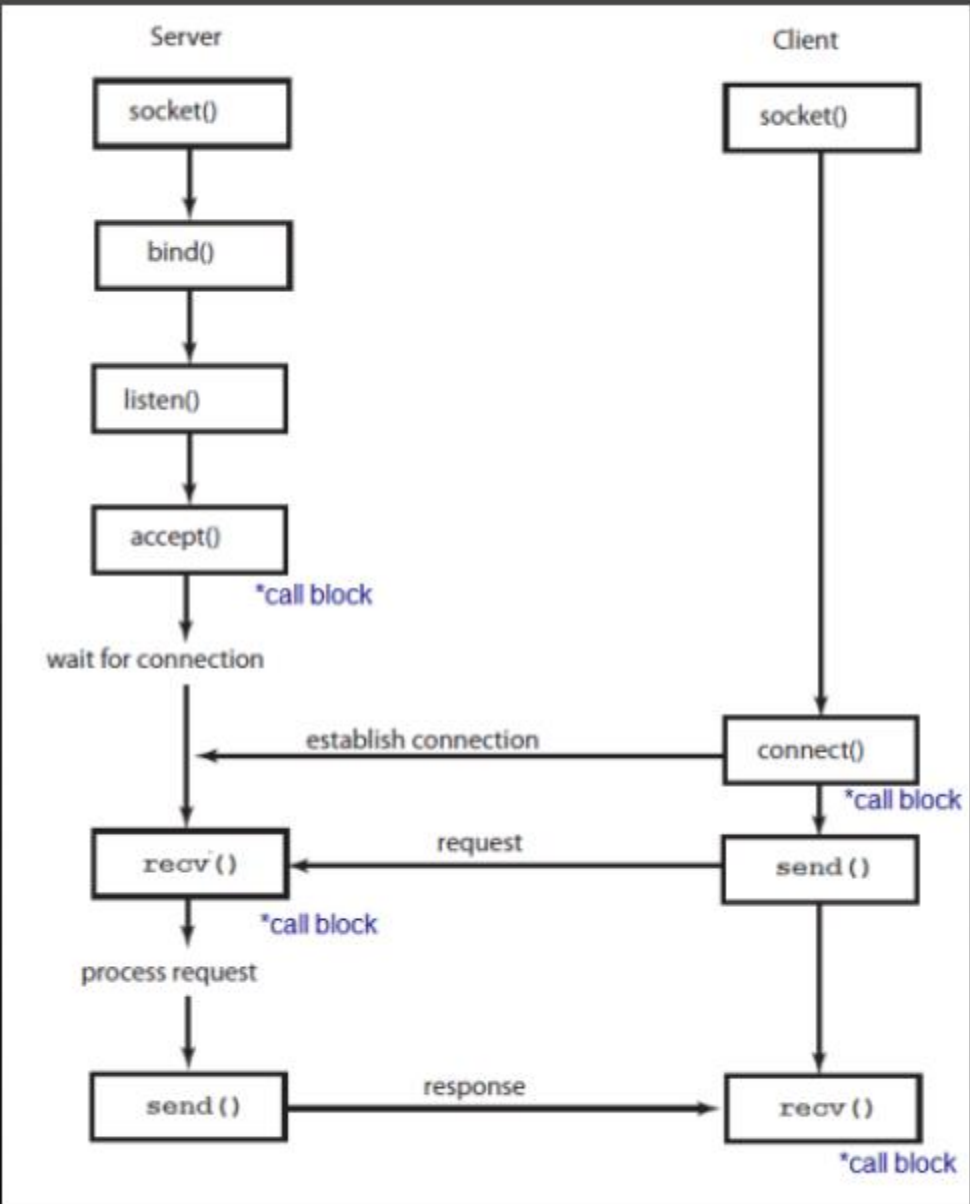 Server
Client
socket()
socket()
bind()
listen()
accept()
*call block
wait for connection
establish connection
connect()
*call block
recv()
request
send()
*call block
process request
send()
response
recv()
*call block